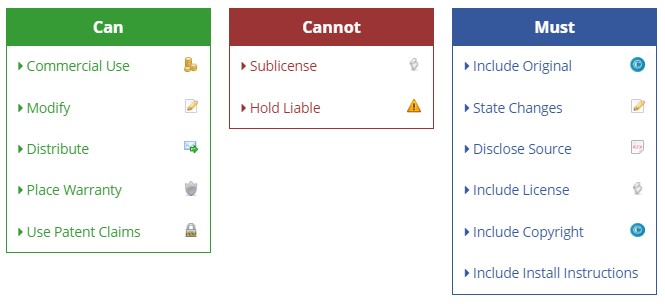 Can
Commercial Use
Modify
Distribute
Place Warranty
Use Patent Claims
Cannot
Sublicense
Hold Liable
Must
Include Original
State Changes
Disclose Source
Include License
Include Copyright
Include Install Instructions